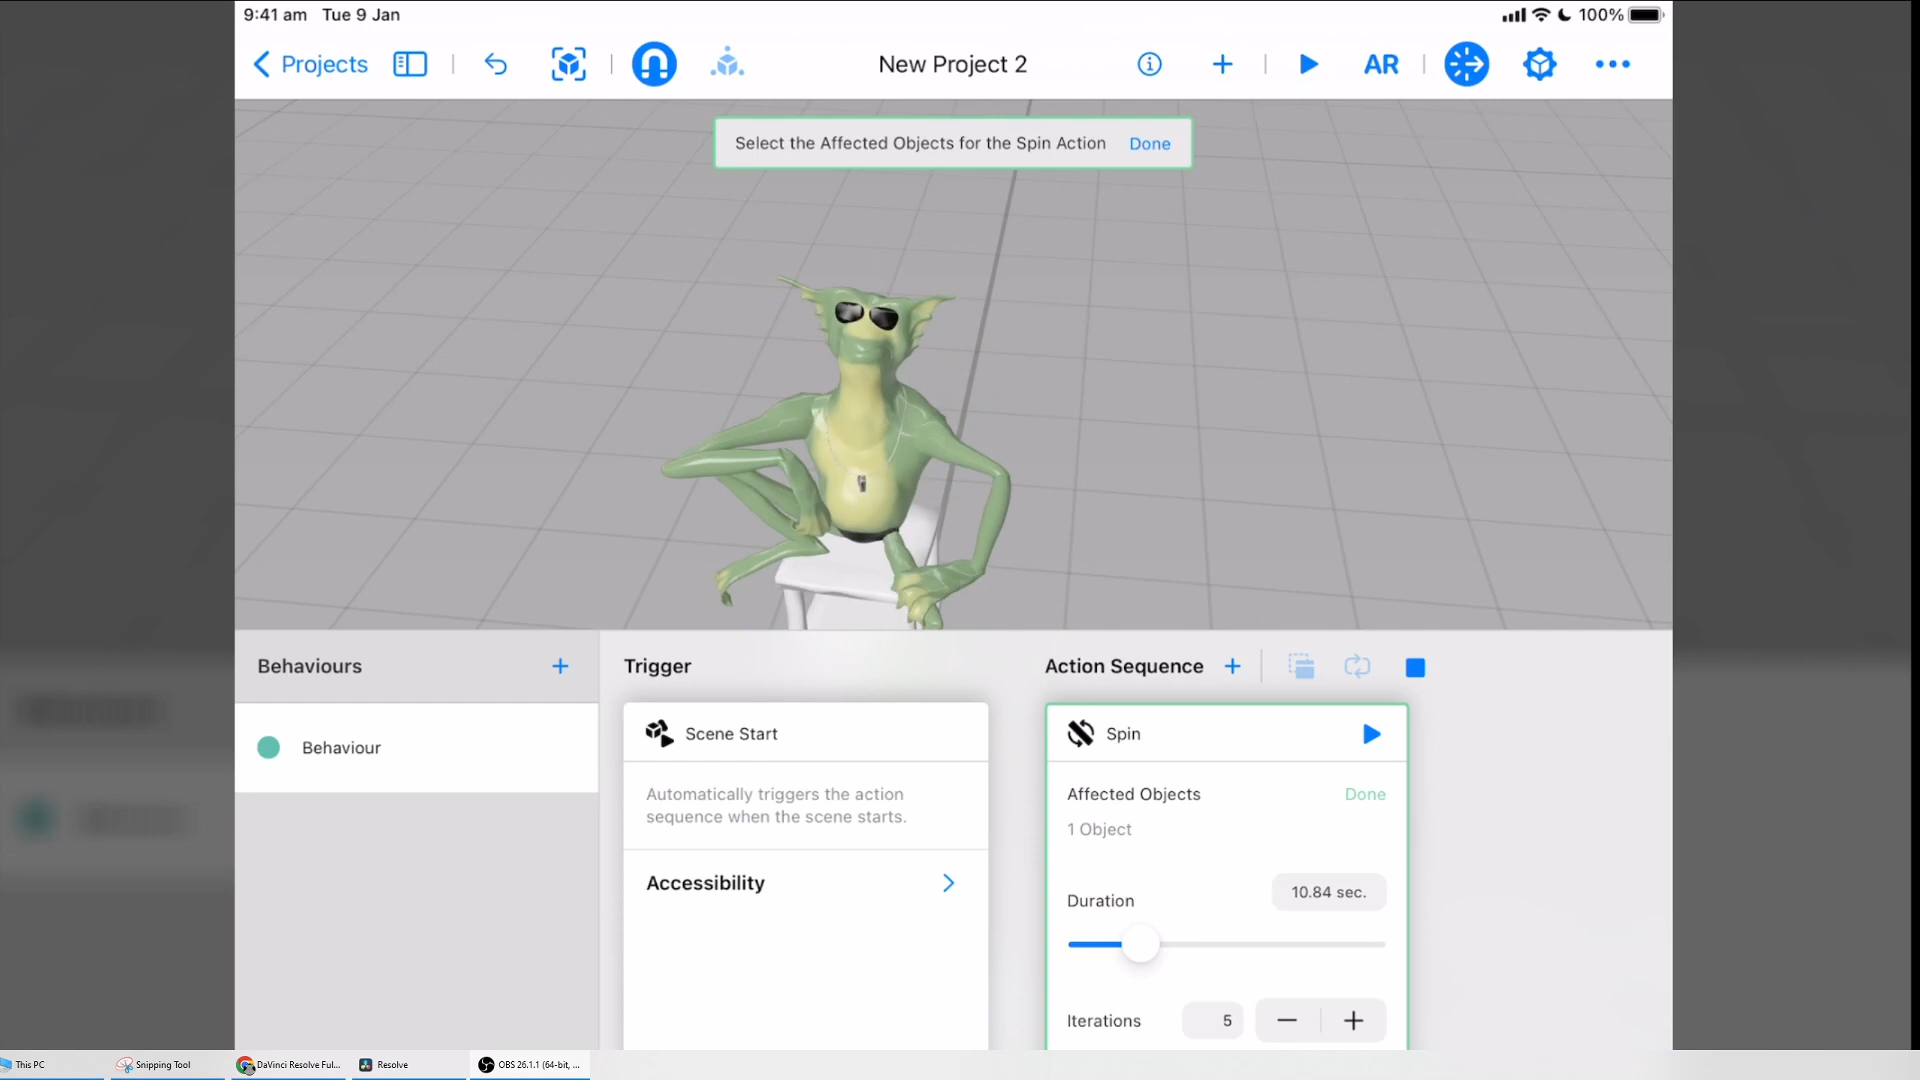 9:41 am Tue 9 Jan
100%
Projects
New Project 2
AR
Select the Affected Objects for the Spin Action Done
Behaviours
Behaviour
Trigger
Scene Start
Automatically triggers the action
sequence when the scene starts.
Accessibility
Action Sequence
Spin
Affected Objects Done
1 Object
Duration 10.84 sec.
Iterations 5
This PC
Snipping Tool
DaVinci Resolve Ful...
Resolve
OBS 26.1.1 (64-bit, ...